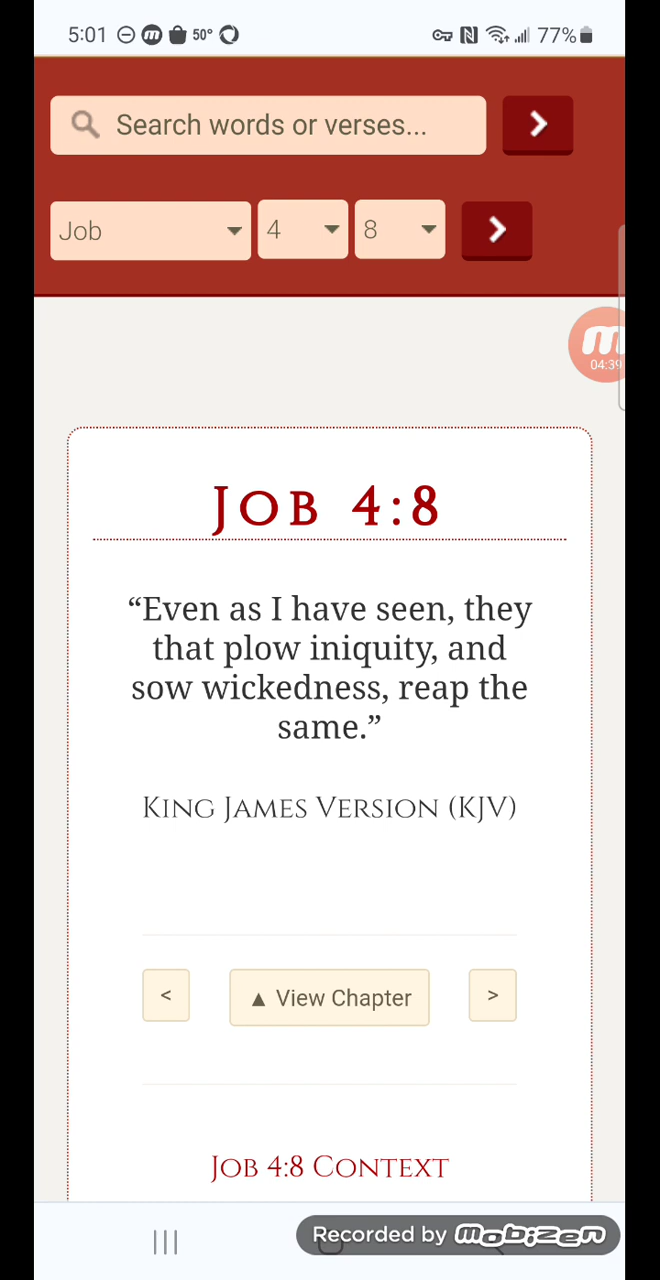 5:01 m 50° 77%
Search words or verses...
Job 4 8
m
04:39
Job 4:8
“Even as I have seen, they
that plow iniquity, and
sow wickedness, reap the
same.”
King James Version (KJV)
< ▲ View Chapter >
Job 4:8 Context
Recorded by mobizen